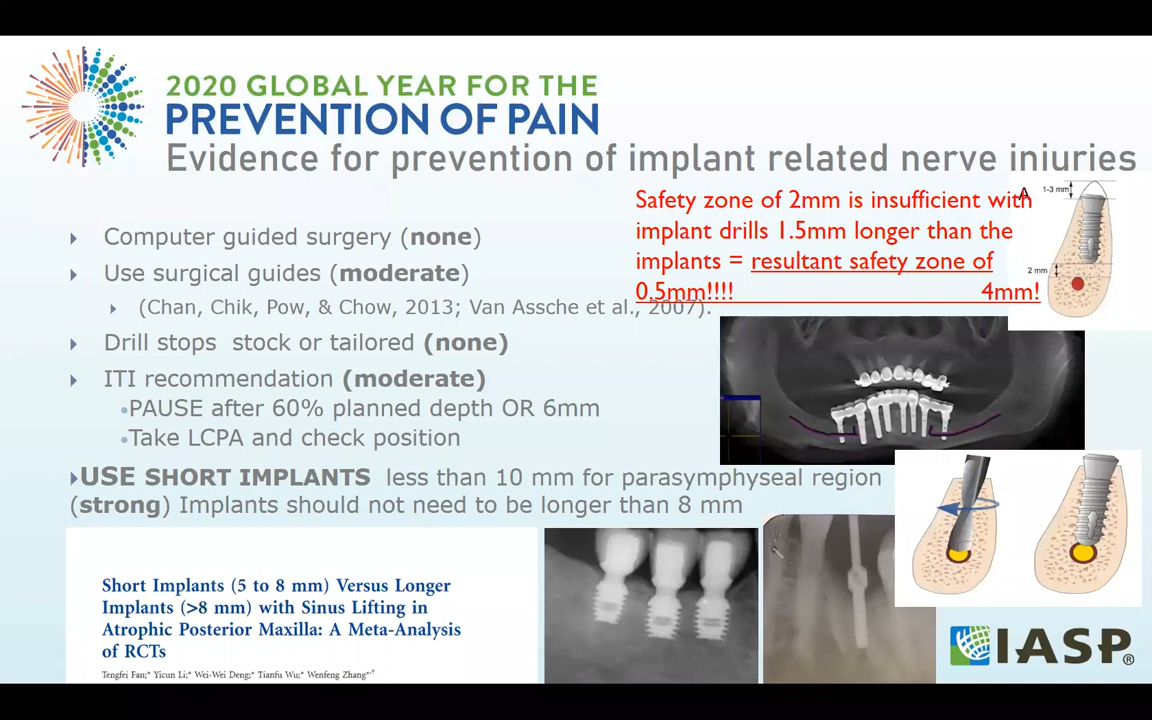 2020 GLOBAL YEAR FOR THE
PREVENTION OF PAIN
Evidence for prevention of implant related nerve injuries
Safety zone of 2mm is insufficient with
implant drills 1.5mm longer than the
implants = resultant safety zone of
0.5mm!!!! 4mm!
A
1-3 mm
2 mm
Computer guided surgery (none)
Use surgical guides (moderate)
(Chan, Chik, Pow, & Chow, 2013; Van Assche et al., 2007).
Drill stops stock or tailored (none)
ITI recommendation (moderate)
•PAUSE after 60% planned depth OR 6mm
•Take LCPA and check position
USE SHORT IMPLANTS less than 10 mm for parasymphyseal region
(strong) Implants should not need to be longer than 8 mm
Short Implants (5 to 8 mm) Versus Longer
Implants (>8 mm) with Sinus Lifting in
Atrophic Posterior Maxilla: A Meta-Analysis
of RCTs
Tengfei Fan;* Yicun Li;* Wei-Wei Deng;* Tianfu Wu;* Wenfeng Zhang*,†
IASP®